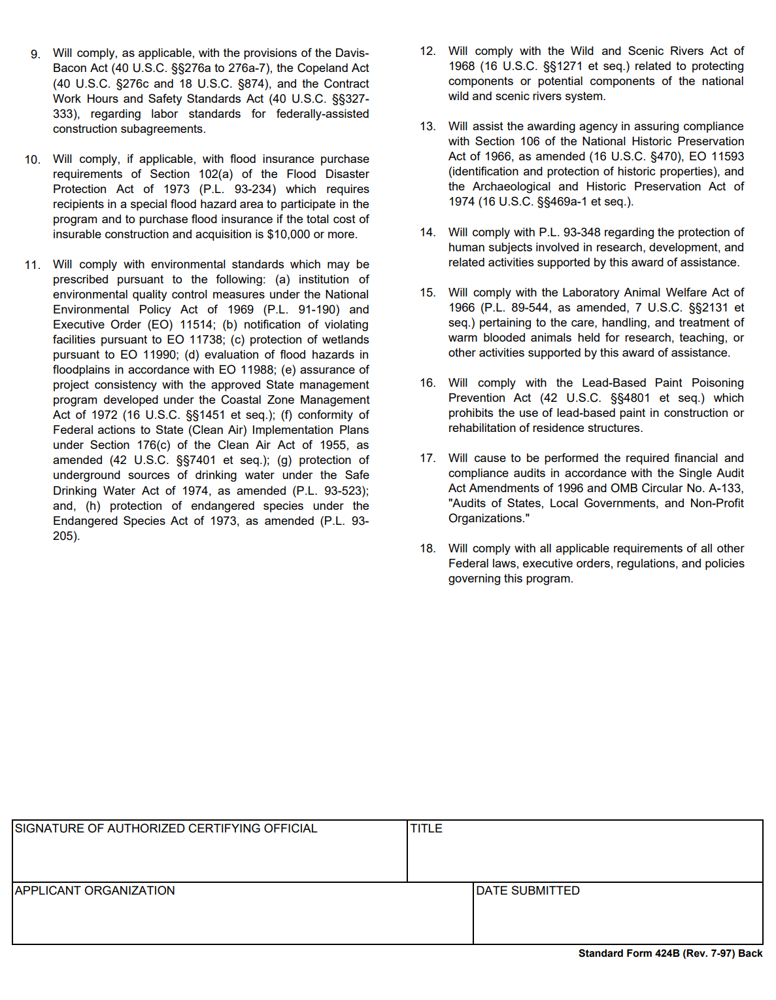 9. Will comply, as applicable, with the provisions of the Davis-
Bacon Act (40 U.S.C. §§276a to 276a-7), the Copeland Act
(40 U.S.C. §276c and 18 U.S.C. §874), and the Contract
Work Hours and Safety Standards Act (40 U.S.C. §§327-
333), regarding labor standards for federally-assisted
construction subagreements.
10. Will comply, if applicable, with flood insurance purchase
requirements of Section 102(a) of the Flood Disaster
Protection Act of 1973 (P.L. 93-234) which requires
recipients in a special flood hazard area to participate in the
program and to purchase flood insurance if the total cost of
insurable construction and acquisition is $10,000 or more.
11. Will comply with environmental standards which may be
prescribed pursuant to the following: (a) institution of
environmental quality control measures under the National
Environmental Policy Act of 1969 (P.L. 91-190) and
Executive Order (EO) 11514; (b) notification of violating
facilities pursuant to EO 11738; (c) protection of wetlands
pursuant to EO 11990; (d) evaluation of flood hazards in
floodplains in accordance with EO 11988; (e) assurance of
project consistency with the approved State management
program developed under the Coastal Zone Management
Act of 1972 (16 U.S.C. §§1451 et seq.); (f) conformity of
Federal actions to State (Clean Air) Implementation Plans
under Section 176(c) of the Clean Air Act of 1955, as
amended (42 U.S.C. §§7401 et seq.); (g) protection of
underground sources of drinking water under the Safe
Drinking Water Act of 1974, as amended (P.L. 93-523);
and, (h) protection of endangered species under the
Endangered Species Act of 1973, as amended (P.L. 93-
205).
12. Will comply with the Wild and Scenic Rivers Act of
1968 (16 U.S.C. §§1271 et seq.) related to protecting
components or potential components of the national
wild and scenic rivers system.
13. Will assist the awarding agency in assuring compliance
with Section 106 of the National Historic Preservation
Act of 1966, as amended (16 U.S.C. §470), EO 11593
(identification and protection of historic properties), and
the Archaeological and Historic Preservation Act of
1974 (16 U.S.C. §§469a-1 et seq.).
14. Will comply with P.L. 93-348 regarding the protection of
human subjects involved in research, development, and
related activities supported by this award of assistance.
15. Will comply with the Laboratory Animal Welfare Act of
1966 (P.L. 89-544, as amended, 7 U.S.C. §§2131 et
seq.) pertaining to the care, handling, and treatment of
warm blooded animals held for research, teaching, or
other activities supported by this award of assistance.
16. Will comply with the Lead-Based Paint Poisoning
Prevention Act (42 U.S.C. §§4801 et seq.) which
prohibits the use of lead-based paint in construction or
rehabilitation of residence structures.
17. Will cause to be performed the required financial and
compliance audits in accordance with the Single Audit
Act Amendments of 1996 and OMB Circular No. A-133,
"Audits of States, Local Governments, and Non-Profit
Organizations."
18. Will comply with all applicable requirements of all other
Federal laws, executive orders, regulations, and policies
governing this program.
SIGNATURE OF AUTHORIZED CERTIFYING OFFICIAL
TITLE
APPLICANT ORGANIZATION
DATE SUBMITTED
Standard Form 424B (Rev. 7-97) Back